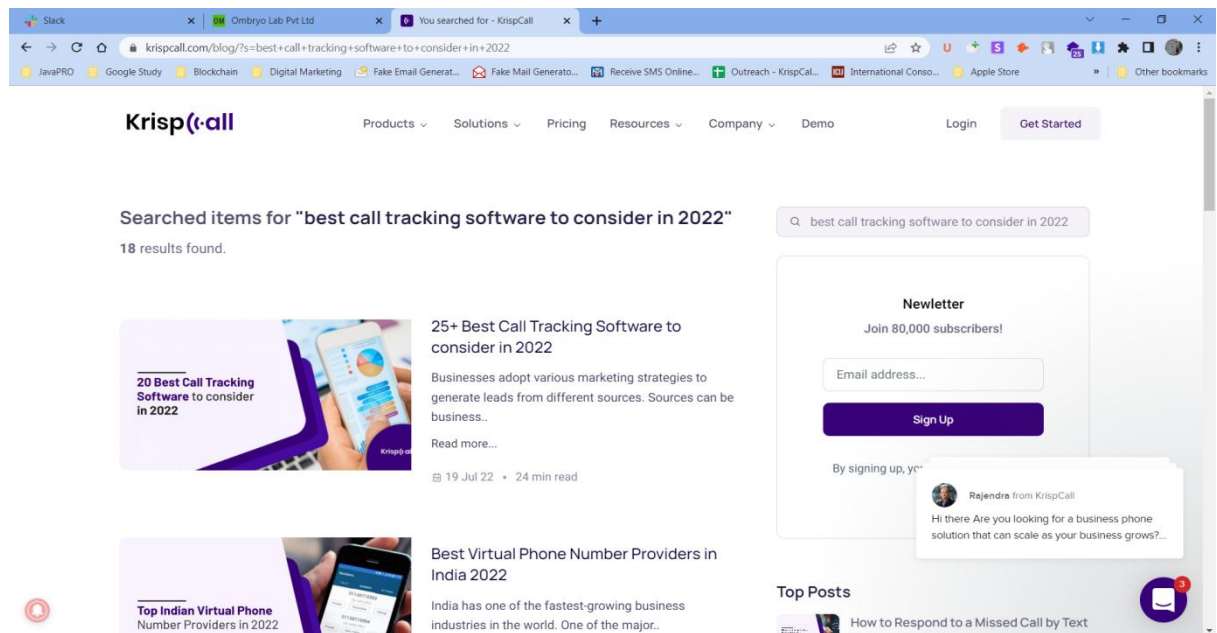 Slack
OM
Ombryo Lab Pvt Ltd
You searched for - KrispCall
krispcall.com/blog/?s=best+call+tracking+software+to+consider+in+2022
U
S
25
JavaPRO
Google Study
Blockchain
Digital Marketing
Fake Email Generat...
Fake Mail Generato...
Receive SMS Online...
Outreach - KrispCal...
ICIJ
International Conso...
Apple Store
»
Other bookmarks
KrispCall
Products
Solutions
Pricing
Resources
Company
Demo
Login
Get Started
Searched items for "best call tracking software to consider in 2022"
18 results found.
best call tracking software to consider in 2022
20 Best Call Tracking
Software to consider
in 2022
KrispCall
25+ Best Call Tracking Software to
consider in 2022
Businesses adopt various marketing strategies to
generate leads from different sources. Sources can be
business..
Read more...
19 Jul 22 • 24 min read
Newletter
Join 80,000 subscribers!
Email address...
Sign Up
By signing up,
Rajendra from KrispCall
Hi there Are you looking for a business phone
solution that can scale as your business grows?...
Top Indian Virtual Phone
Number Providers in 2022
Best Virtual Phone Number Providers in
India 2022
India has one of the fastest-growing business
industries in the world. One of the major..
Top Posts
How to Respond to a Missed Call by Text
3